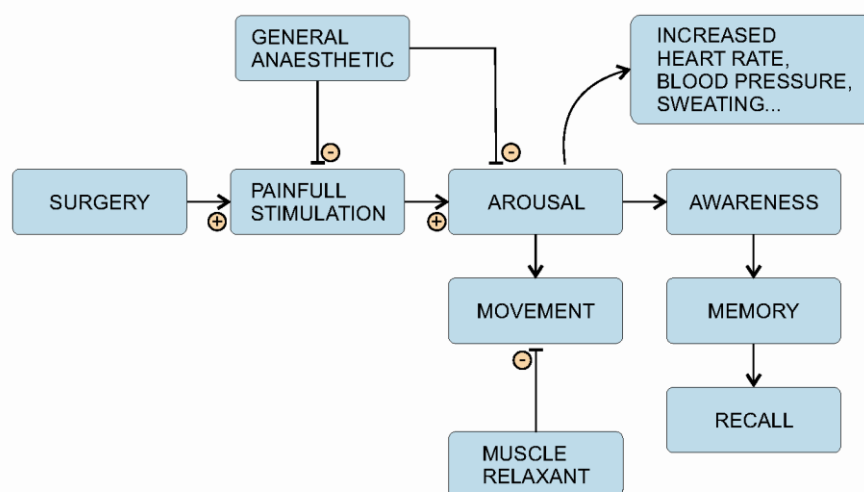 GENERAL
ANAESTHETIC
INCREASED
HEART RATE,
BLOOD PRESSURE,
SWEATING...
-
-
SURGERY
PAINFULL
STIMULATION
AROUSAL
AWARENESS
+
+
MOVEMENT
MEMORY
-
RECALL
MUSCLE
RELAXANT